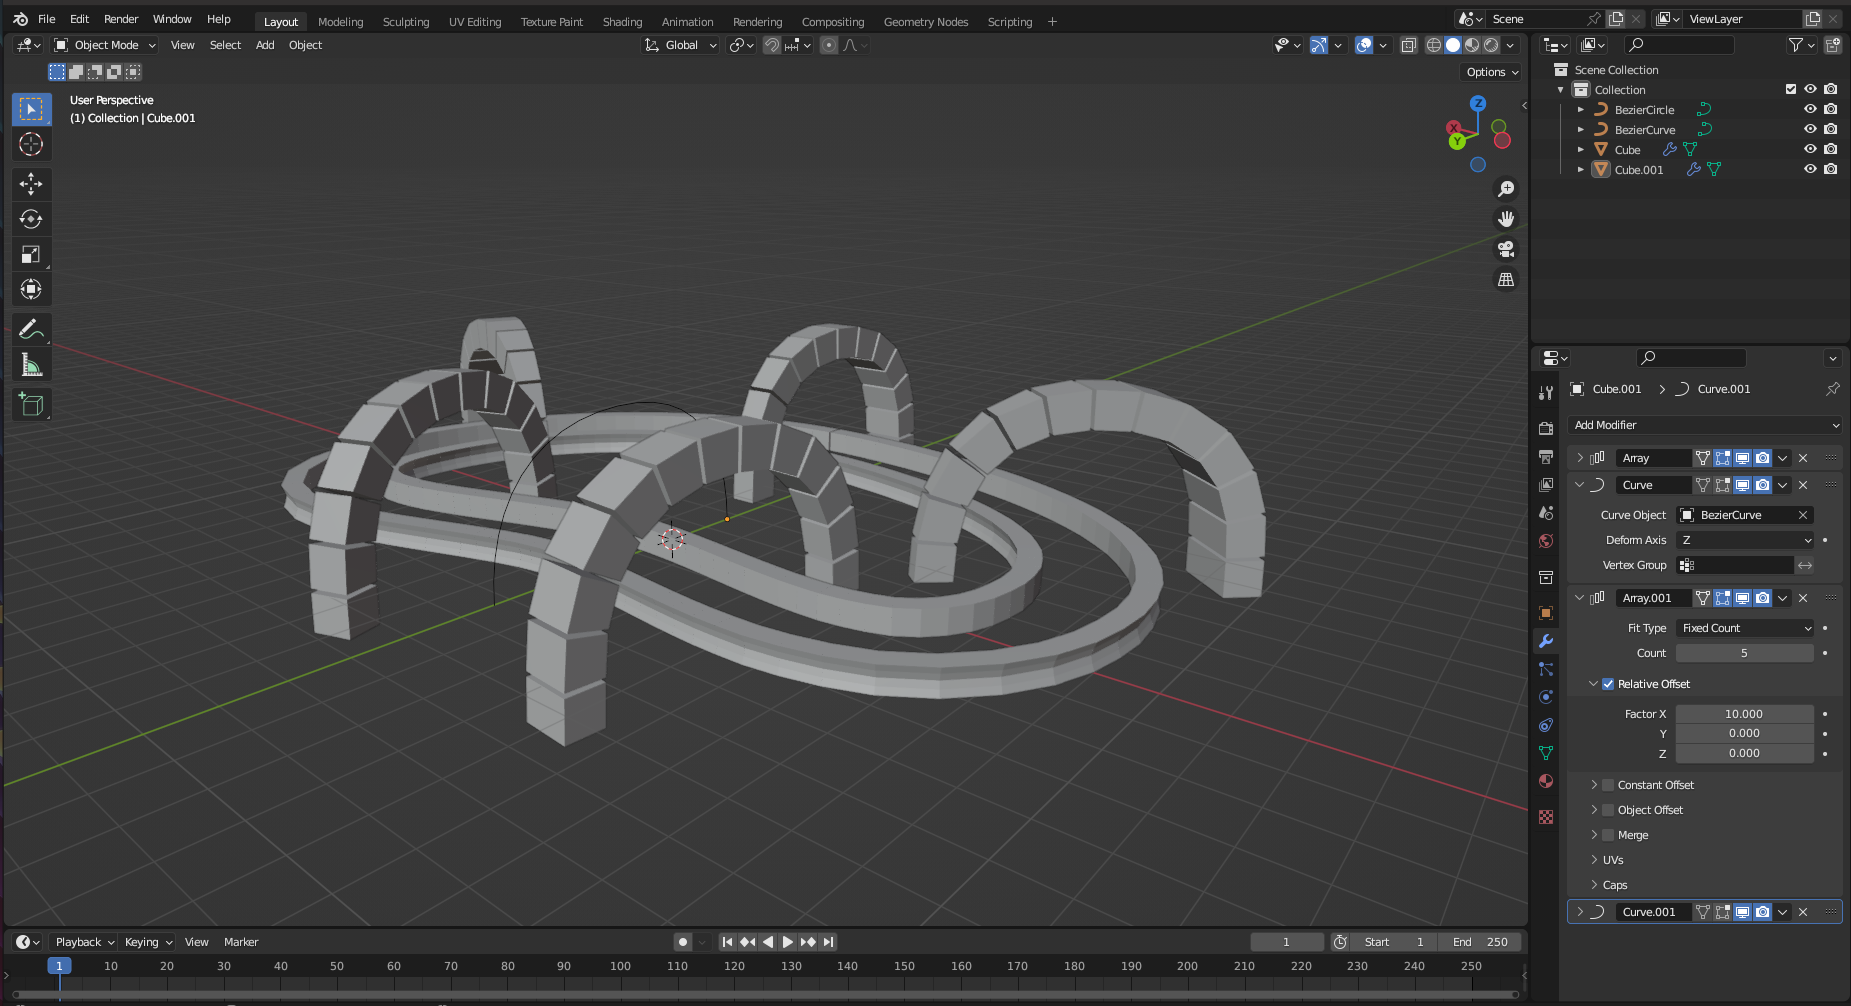 File Edit Render Window Help Layout Modeling Sculpting UV Editing Texture Paint Shading Animation Rendering Compositing Geometry Nodes Scripting + Scene ViewLayer
Object Mode View Select Add Object Global
Options
User Perspective
(1) Collection | Cube.001
Z
X
Y
Scene Collection
Collection
BezierCircle
BezierCurve
Cube
Cube.001
Cube.001 > Curve.001
Add Modifier
Array
Curve
Curve Object BezierCurve
Deform Axis Z
Vertex Group
Array.001
Fit Type Fixed Count
Count 5
Relative Offset
Factor X 10.000
Y 0.000
Z 0.000
Constant Offset
Object Offset
Merge
UVs
Caps
Curve.001
Playback Keying View Marker 1 Start 1 End 250
1 10 20 30 40 50 60 70 80 90 100 110 120 130 140 150 160 170 180 190 200 210 220 230 240 250